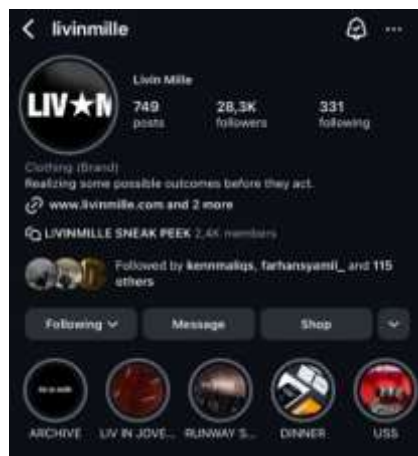 livinmille
LIV★M
Livin Mille
749 28,3K 331
posts followers following
Clothing (Brand)
Realizing some possible outcomes before they act.
www.livinmille.com and 2 more
LIVINMILLE SNEAK PEEK 2,4K members
Followed by kennmaliqs, farhansyamil_ and 115
others
Following Message Shop
ARCHIVE LIV IN JOVE... RUNWAY S... DINNER USS